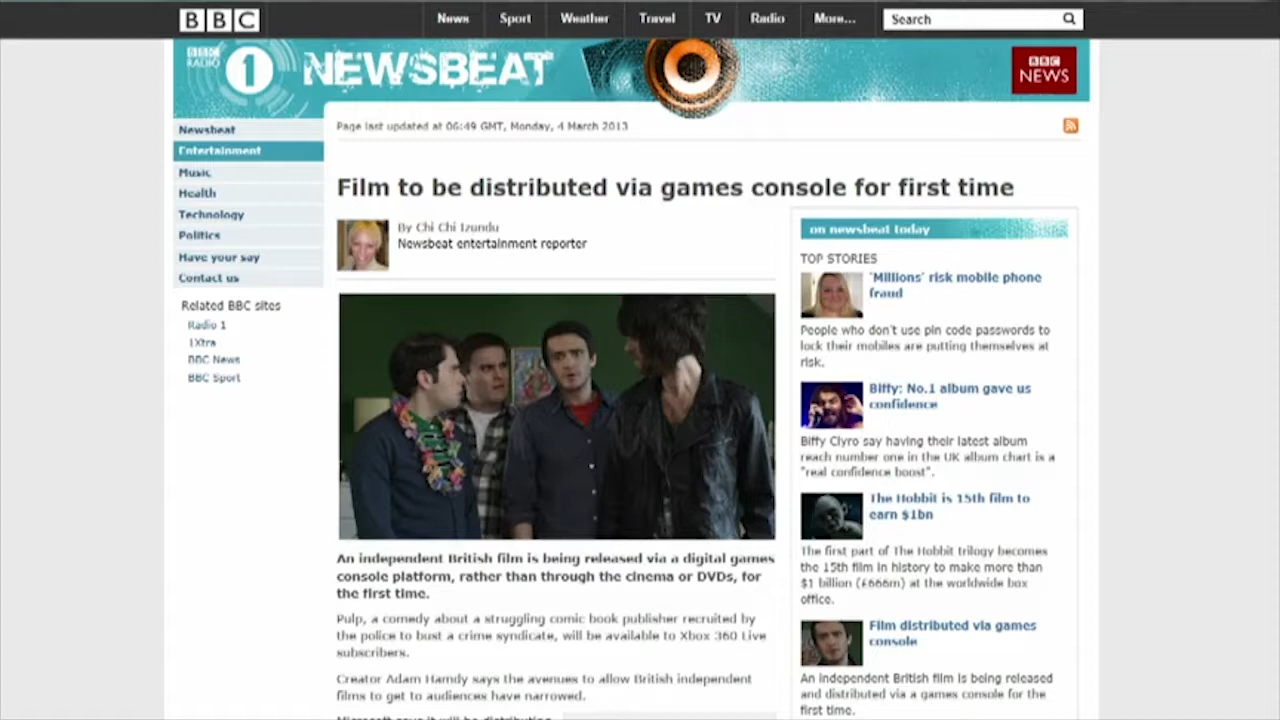 BBC
News Sport Weather Travel TV Radio More... Search
BBC RADIO 1 NEWSBEAT
BBC NEWS
Page last updated at 06:49 GMT, Monday, 4 March 2013
Newsbeat
Entertainment
Music
Health
Technology
Politics
Have your say
Contact us
Related BBC sites
Radio 1
1Xtra
BBC News
BBC Sport
Film to be distributed via games console for first time
By Chi Chi Izundu
Newsbeat entertainment reporter
An independent British film is being released via a digital games
console platform, rather than through the cinema or DVDs, for
the first time.
Pulp, a comedy about a struggling comic book publisher recruited by
the police to bust a crime syndicate, will be available to Xbox 360 Live
subscribers.
Creator Adam Hamdy says the avenues to allow British independent
films to get to audiences have narrowed.
on newsbeat today
TOP STORIES
'Millions' risk mobile phone
fraud
People who don't use pin code passwords to
lock their mobiles are putting themselves at
risk.
Biffy: No.1 album gave us
confidence
Biffy Clyro say having their latest album
reach number one in the UK album chart is a
"real confidence boost".
The Hobbit is 15th film to
earn $1bn
The first part of The Hobbit trilogy becomes
the 15th film in history to make more than
$1 billion (£666m) at the worldwide box
office.
Film distributed via games
console
An independent British film is being released
and distributed via a games console for the
first time.